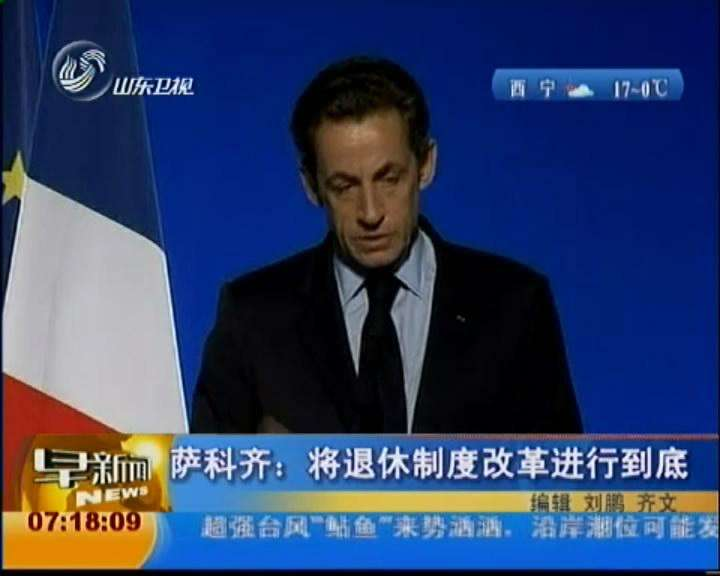 山东卫视
西宁 17~0℃
早新闻
NEWS
萨科齐：将退休制度改革进行到底
编辑 刘鹏 齐文
07:18:09
超强台风"鲇鱼"来势汹汹，沿岸潮位可能发